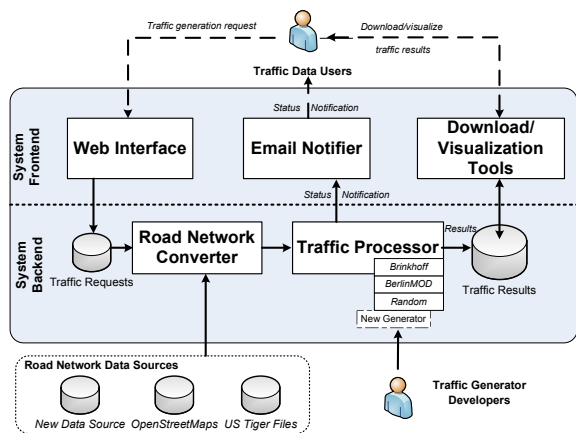 Traffic generation request
Download/visualize
traffic results
Traffic Data Users
Status Notification
System
Frontend
Web Interface
Email Notifier
Download/
Visualization
Tools
Status Notification
System
Backend
Traffic Requests
Road Network
Converter
Traffic Processor
Results
Traffic Results
Brinkhoff
BerlinMOD
Random
New Generator
Road Network Data Sources
New Data Source OpenStreetMaps US Tiger Files
Traffic Generator
Developers